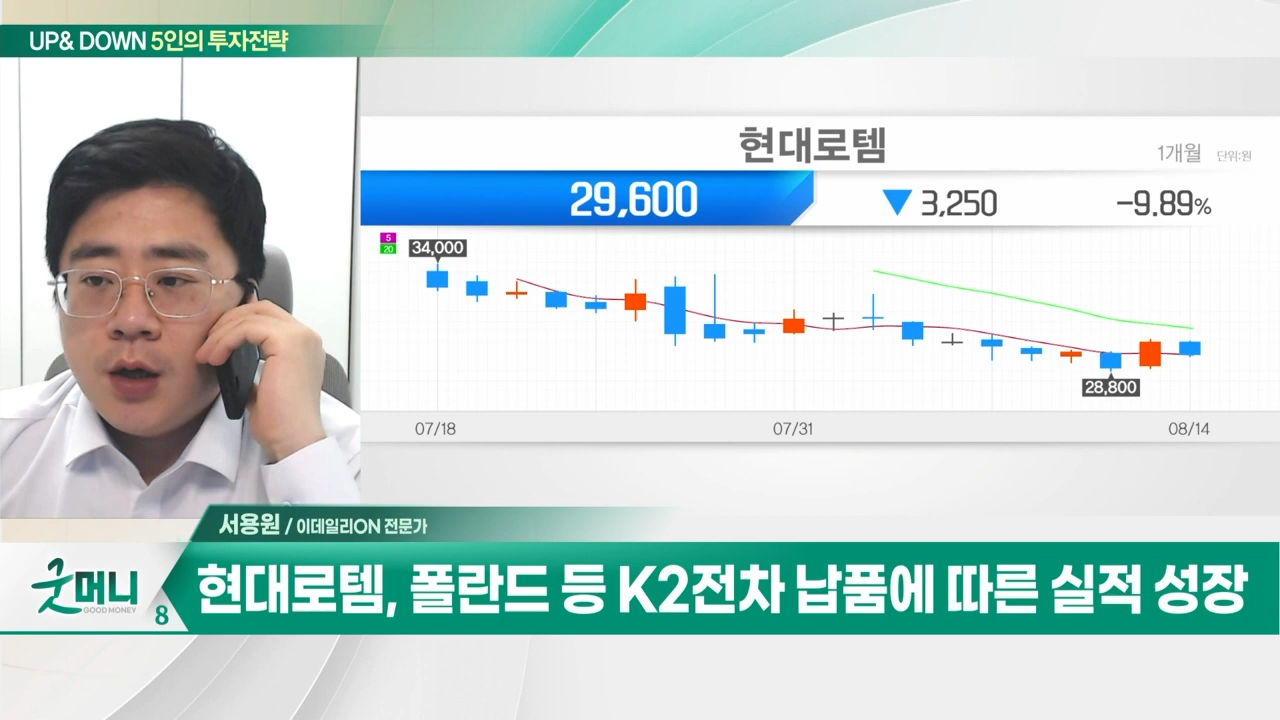 UP& DOWN 5인의 투자전략
현대로템
1개월 단위:원
29,600 ▼ 3,250 -9.89%
5
20
34,000
28,800
07/18 07/31 08/14
서용원 / 이데일리ON 전문가
굿머니
GOOD MONEY
8
현대로템, 폴란드 등 K2전차 납품에 따른 실적 성장